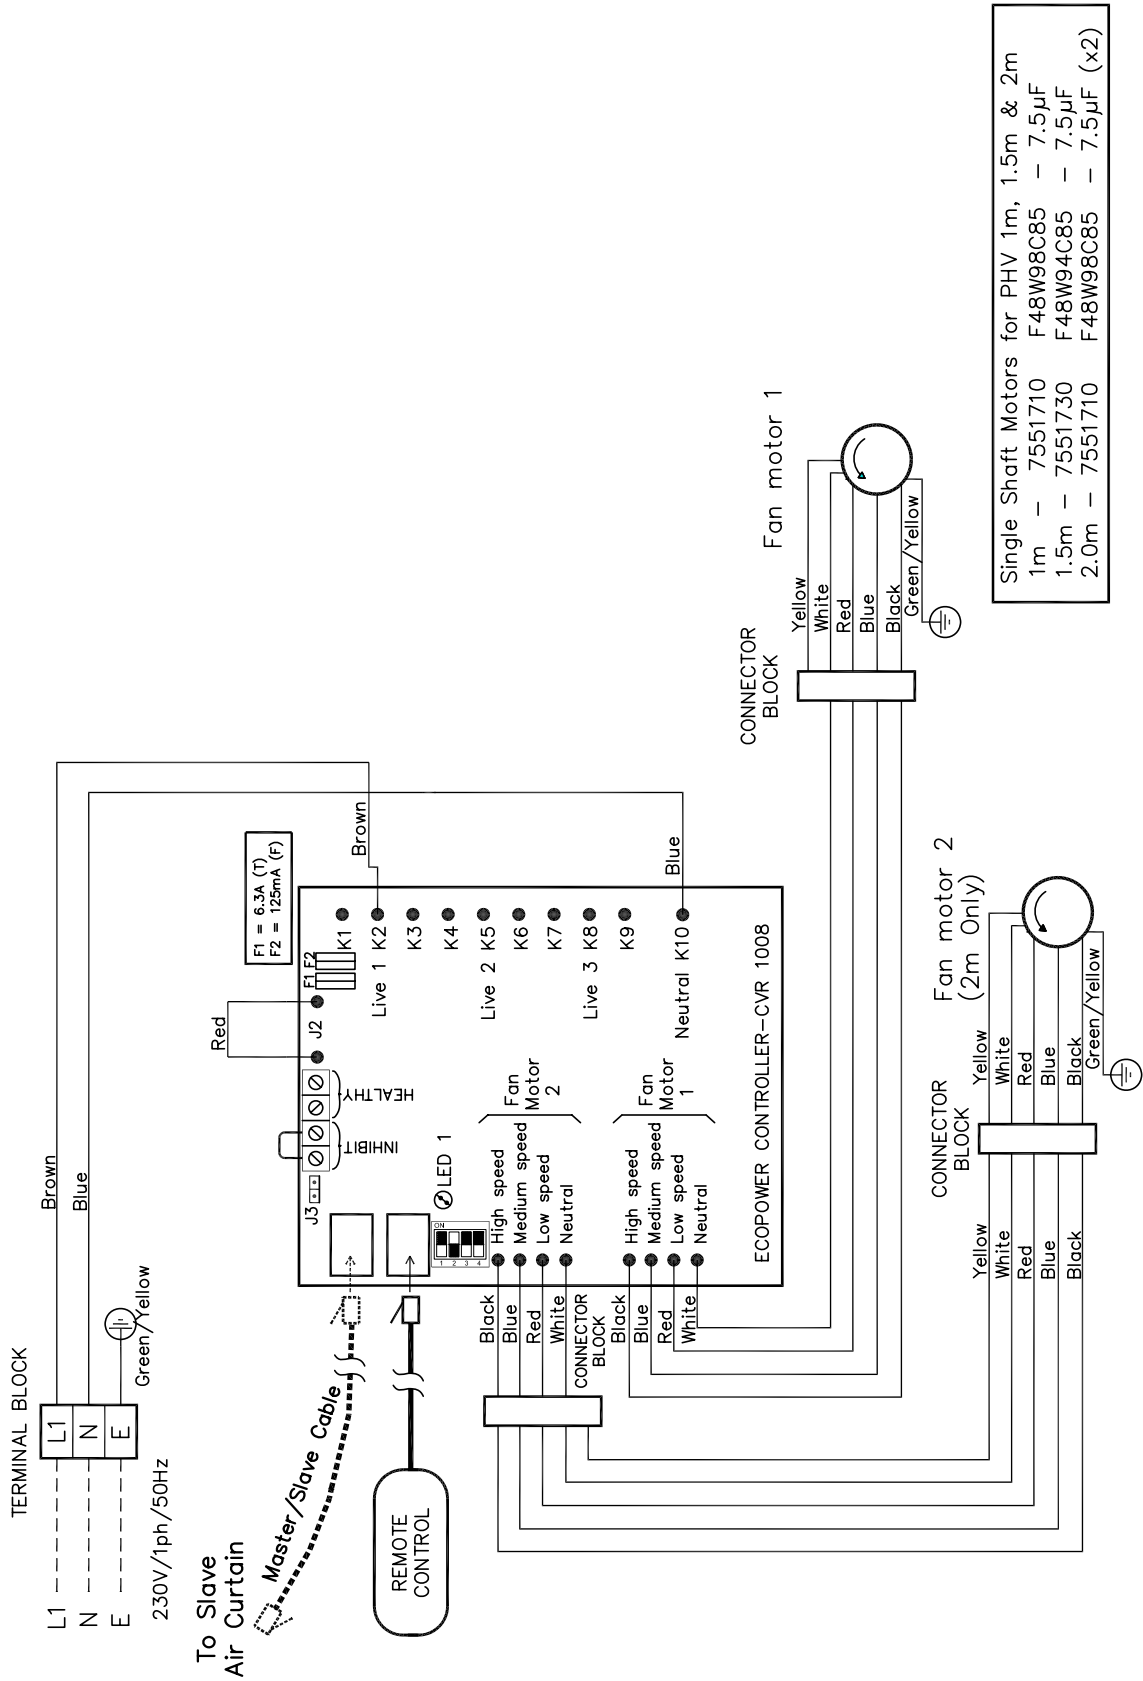 TERMINAL BLOCK
L1
N
E
L1
N
E
230V/1ph/50Hz
Brown
Blue
Green/Yellow
To Slave
Air Curtain
Master/Slave Cable
REMOTE
CONTROL
F1 = 6.3A (T)
F2 = 125mA (F)
Red
J2
F1 F2
J3
INHIBIT
HEALTHY
LED 1
ON
1 2 3 4
Brown
Blue
K1
Live 1 K2
K3
K4
Live 2 K5
K6
K7
Live 3 K8
K9
Neutral K10
High speed
Medium speed
Low speed
Neutral
Fan
Motor
2
High speed
Medium speed
Low speed
Neutral
Fan
Motor
1
ECOPOWER CONTROLLER-CVR 1008
Black
Blue
Red
White
CONNECTOR
BLOCK
Black
Blue
Red
White
CONNECTOR
BLOCK
Yellow
White
Red
Blue
Black
Green/Yellow
Fan motor 1
Yellow
White
Red
Blue
Black
CONNECTOR
BLOCK
Yellow
White
Red
Blue
Black
Green/Yellow
Fan motor 2
(2m Only)
Single Shaft Motors for PHV 1m, 1.5m & 2m
1m - 7551710 F48W98C85 - 7.5µF
1.5m - 7551730 F48W94C85 - 7.5µF
2.0m - 7551710 F48W98C85 - 7.5µF (x2)